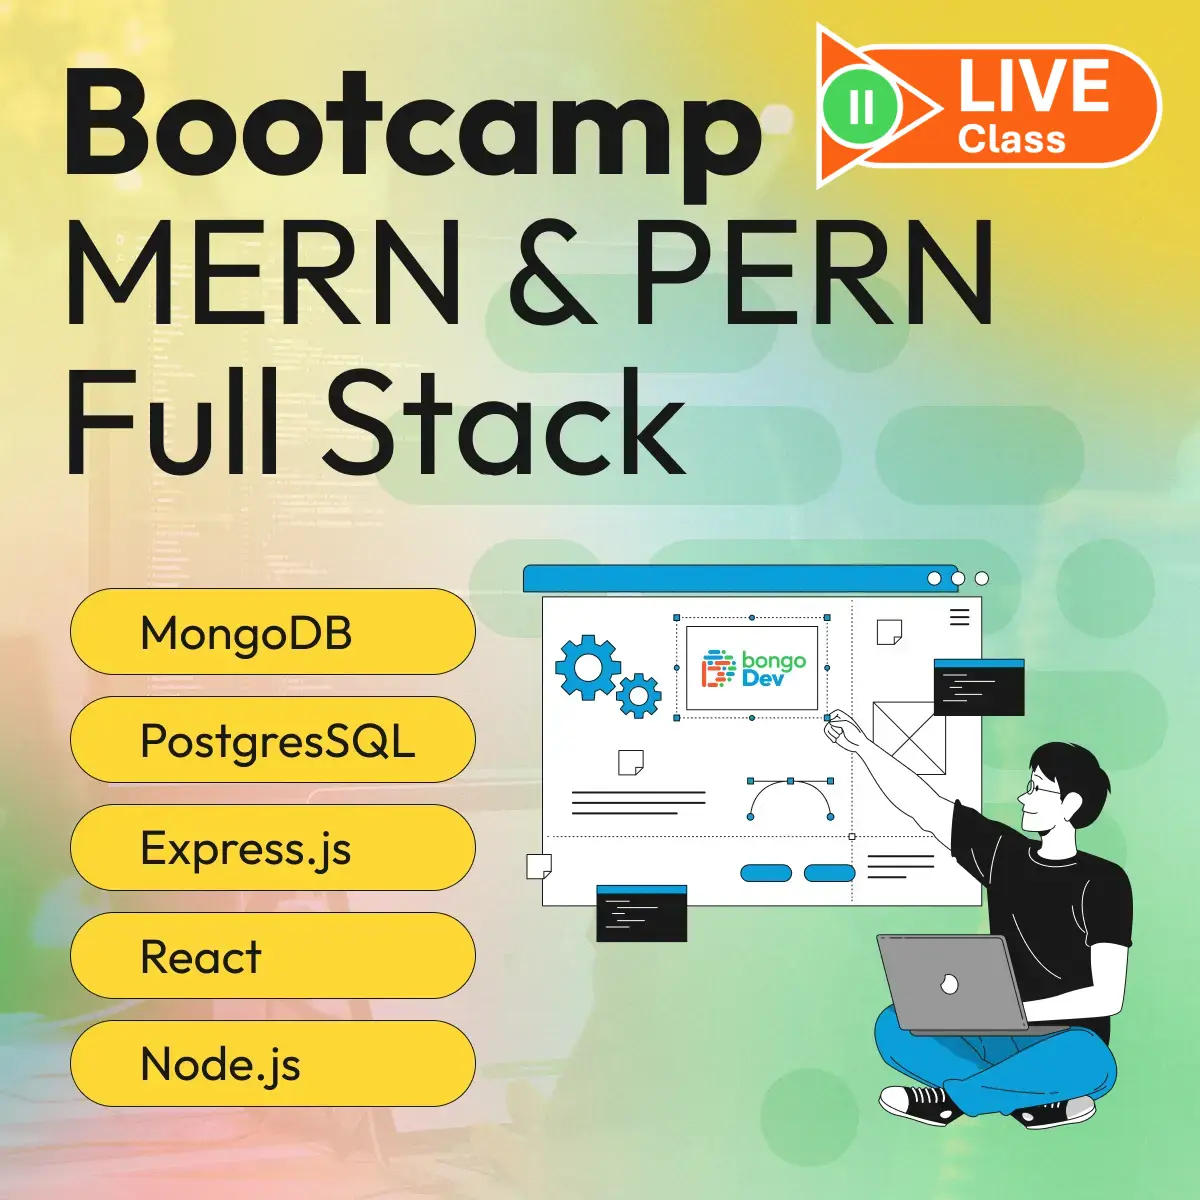 Bootcamp
MERN & PERN
Full Stack
LIVE
Class
MongoDB
PostgresSQL
Express.js
React
Node.js
bongo
Dev